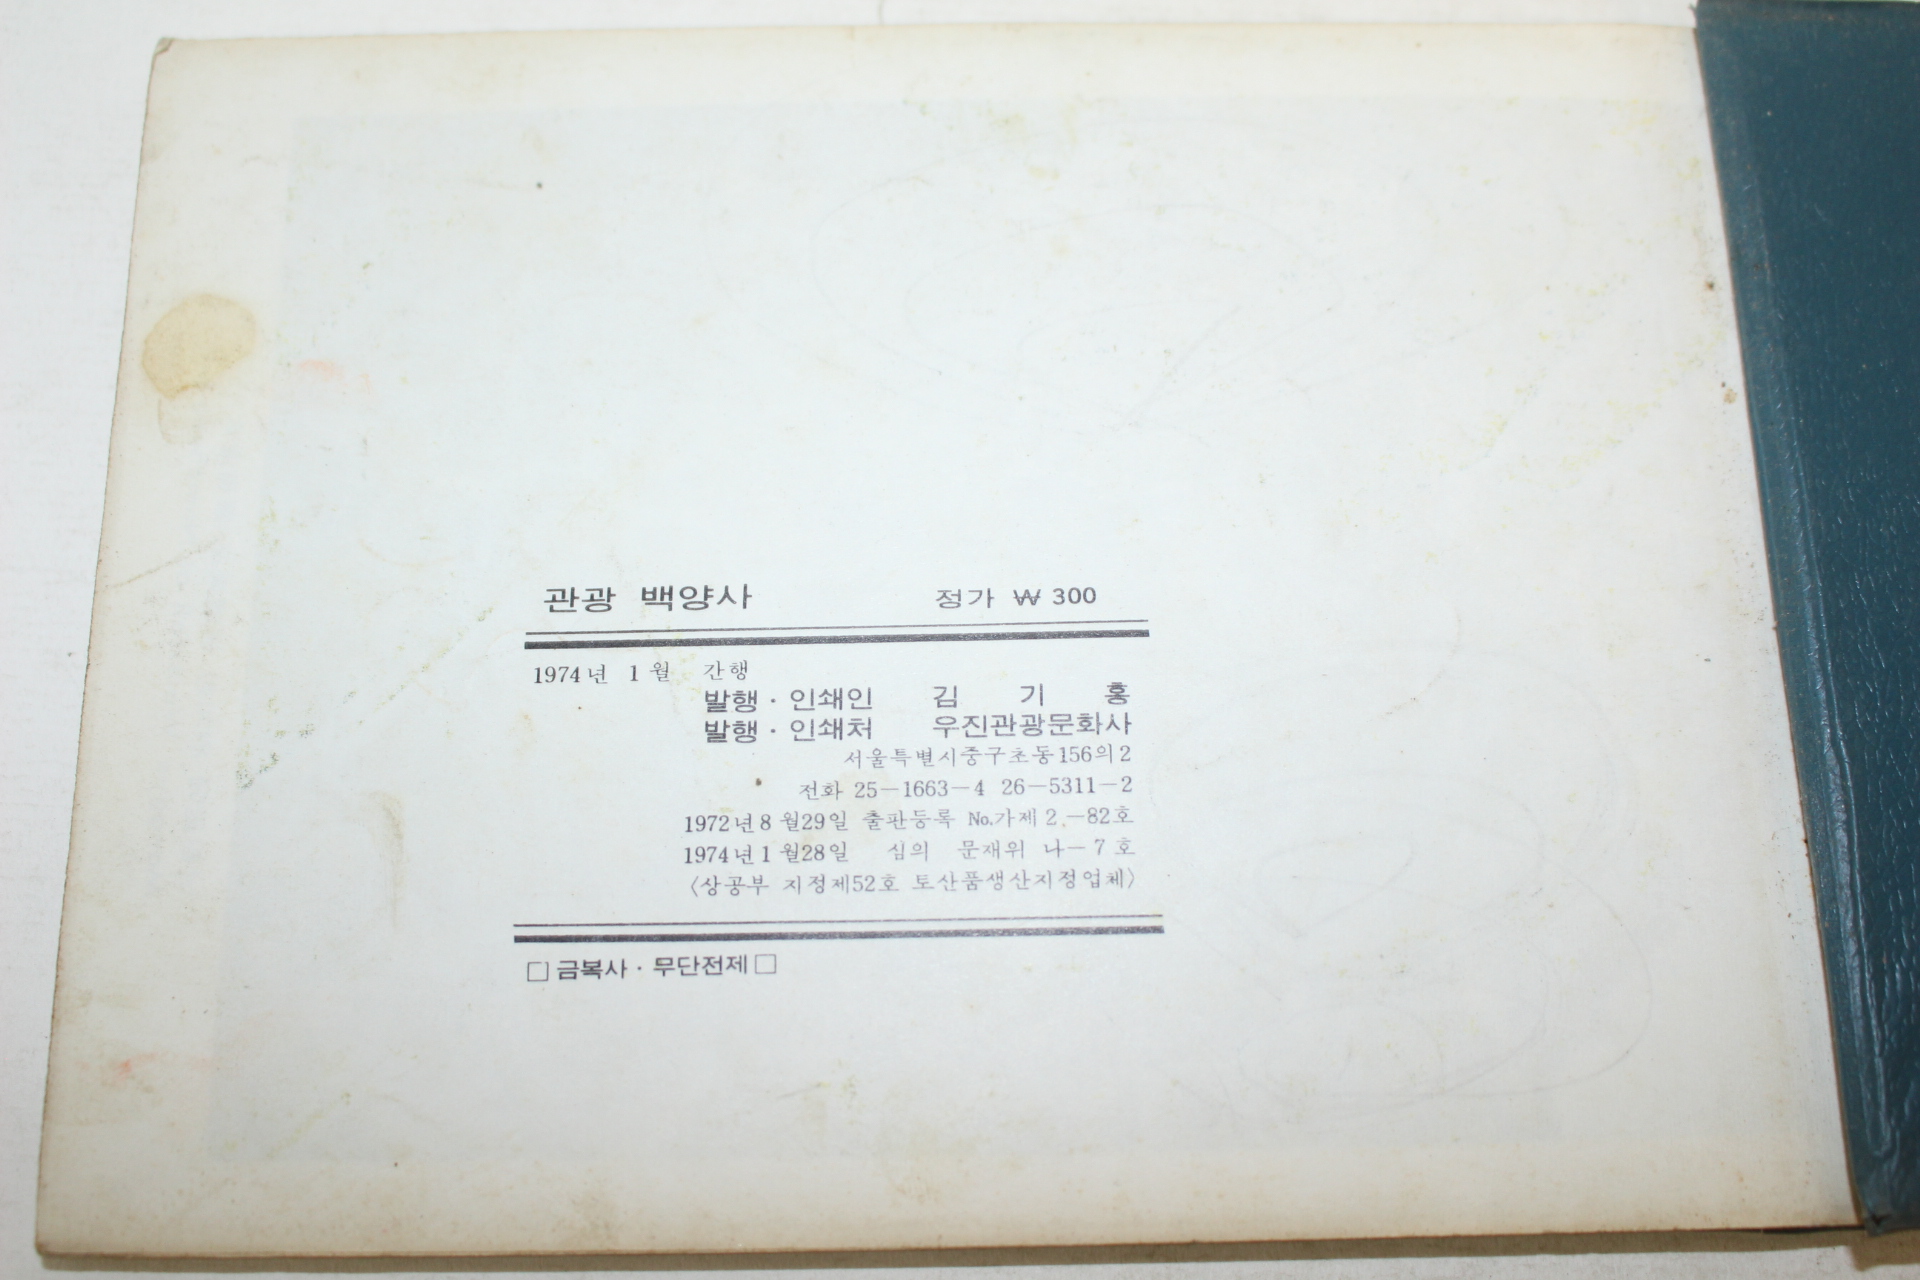 관광 백양사 정가 ₩ 300
1974년 1월 간행
발행·인쇄인 김 기 홍
발행·인쇄처 우진관광문화사
서울특별시중구초동156의2
전화 25-1663-4 26-5311-2
1972년8월29일 출판등록 No.가제2.-82호
1974년1월28일 심의 문재위 나-7호
〈상공부 지정제52호 토산품생산지정업체〉
□금복사·무단전제□